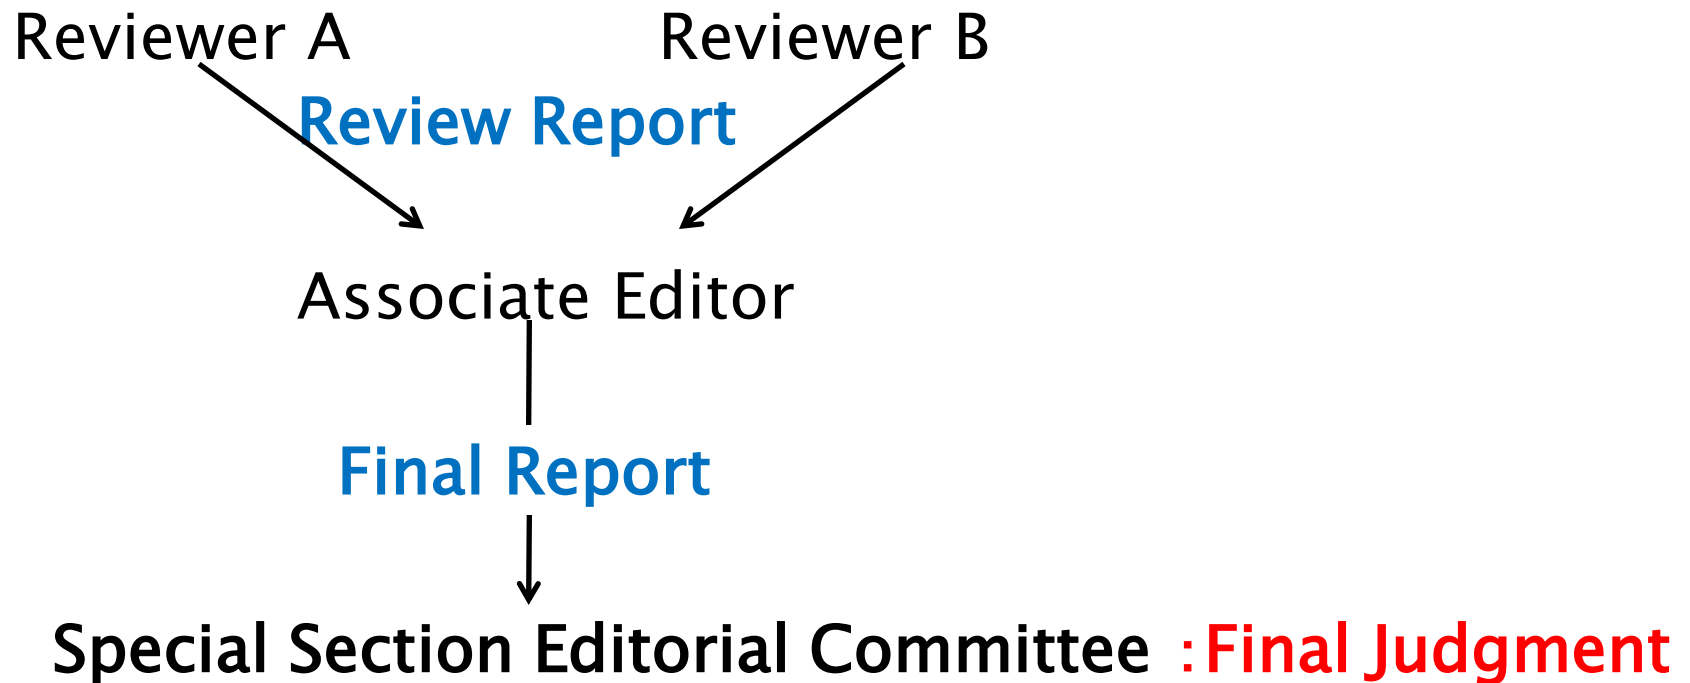 Reviewer A Reviewer B
Review Report
Associate Editor
Final Report
Special Section Editorial Committee :Final Judgment